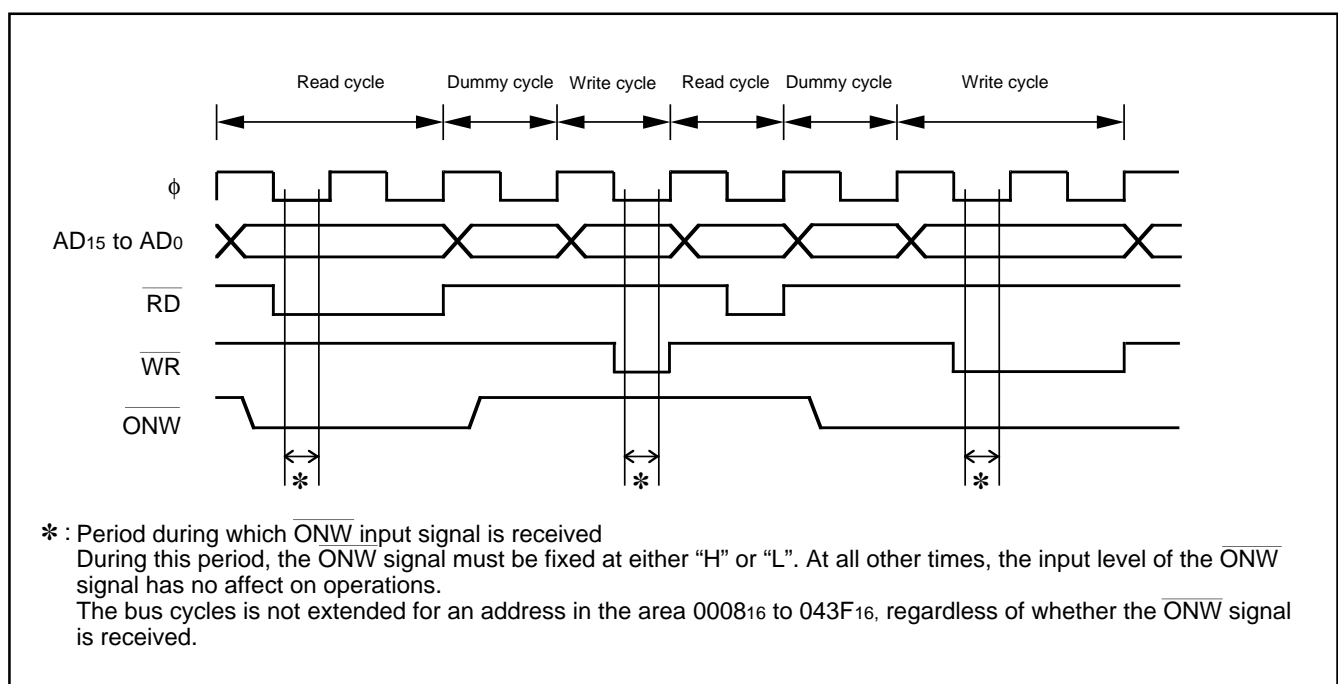 Read cycle Dummy cycle Write cycle Read cycle Dummy cycle Write cycle
ϕ
AD15 to AD0
RD
WR
ONW
✻ ✻ ✻
✻ : Period during which ONW input signal is received
During this period, the ONW signal must be fixed at either “H” or “L”. At all other times, the input level of the ONW
signal has no affect on operations.
The bus cycles is not extended for an address in the area 000816 to 043F16, regardless of whether the ONW signal
is received.